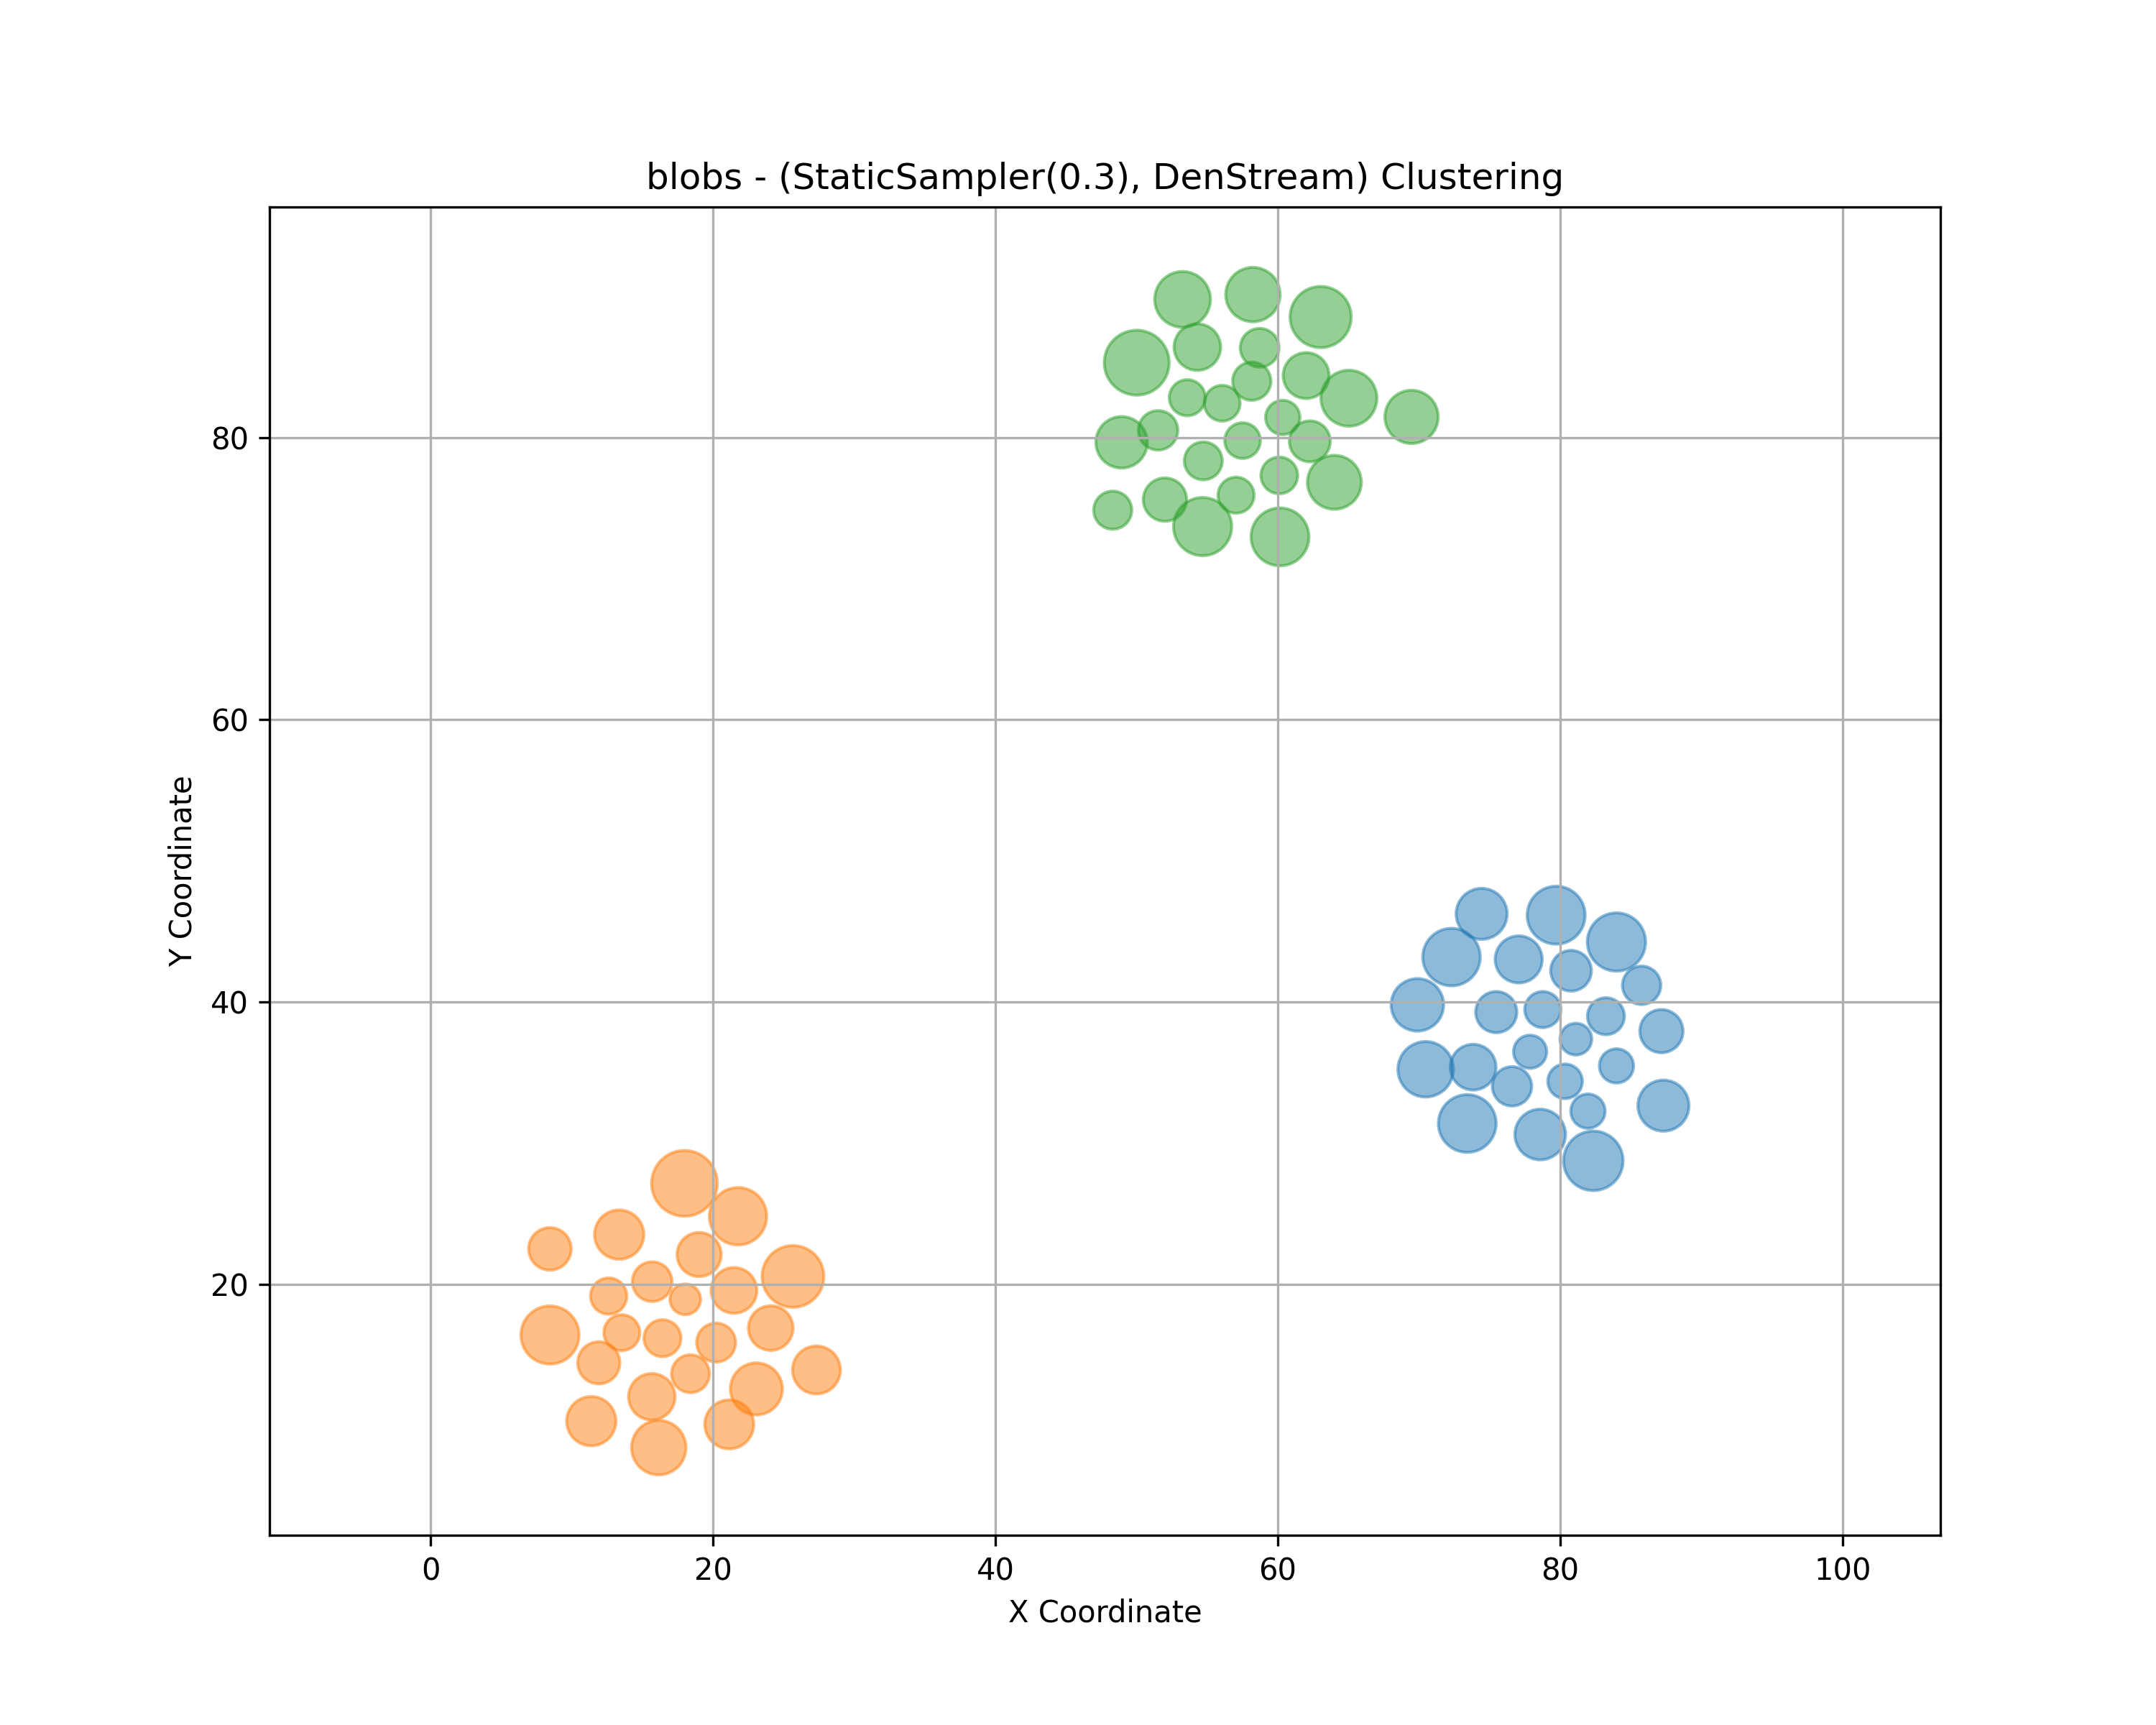 blobs - (StaticSampler(0.3), DenStream) Clustering
80
60
40
20
Y Coordinate
0 20 40 60 80 100
X Coordinate